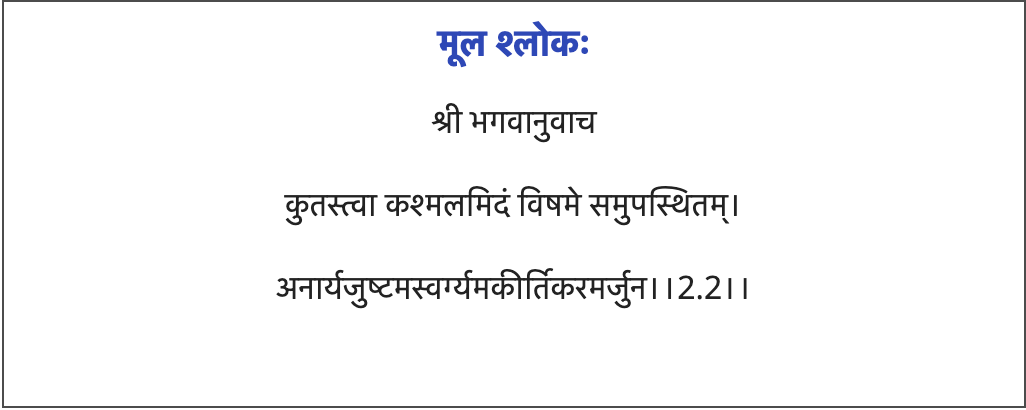 मूल श्लोकः
श्री भगवानुवाच
कुतस्त्वा कश्मलमिदं विषमे समुपस्थितम्।
अनार्यजुष्टमस्वर्ग्यमकीर्तिकरमर्जुन।।2.2।।